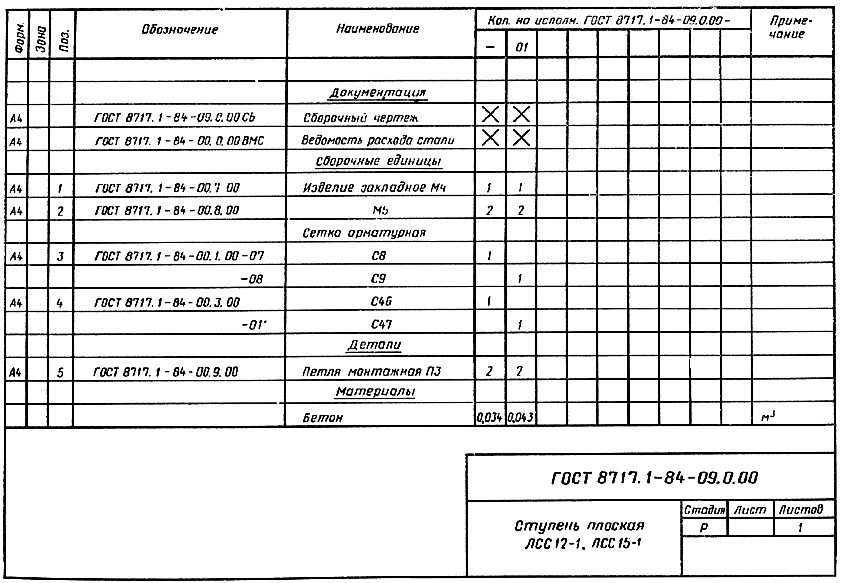 Форм. Зона Поз. Обозначение Наименование Кол. на исполн. ГОСТ 8717.1-84-09.0.00- Приме-чание
— 01
Документация
А4 ГОСТ 8717.1-84-09.0.00 СБ Сборочный чертеж X X
А4 ГОСТ 8717.1-84-00.0.00 ВМС Ведомость расхода стали X X
Сборочные единицы
А4 1 ГОСТ 8717.1-84-00.7.00 Изделие закладное М4 1 1
А4 2 ГОСТ 8717.1-84-00.8.00 М5 2 2
Сетка арматурная
А4 3 ГОСТ 8717.1-84-00.1.00-07 С8 1
-08 С9 1
А4 4 ГОСТ 8717.1-84-00.3.00 С46 1
-01 С47 1
Детали
А4 5 ГОСТ 8717.1-84-00.9.00 Петля монтажная П3 2 2
Материалы
Бетон 0,034 0,043 м³
ГОСТ 8717.1-84-09.0.00
Ступень плоская
ЛСС 12-1, ЛСС 15-1
Стадия Лист Листов
Р 1